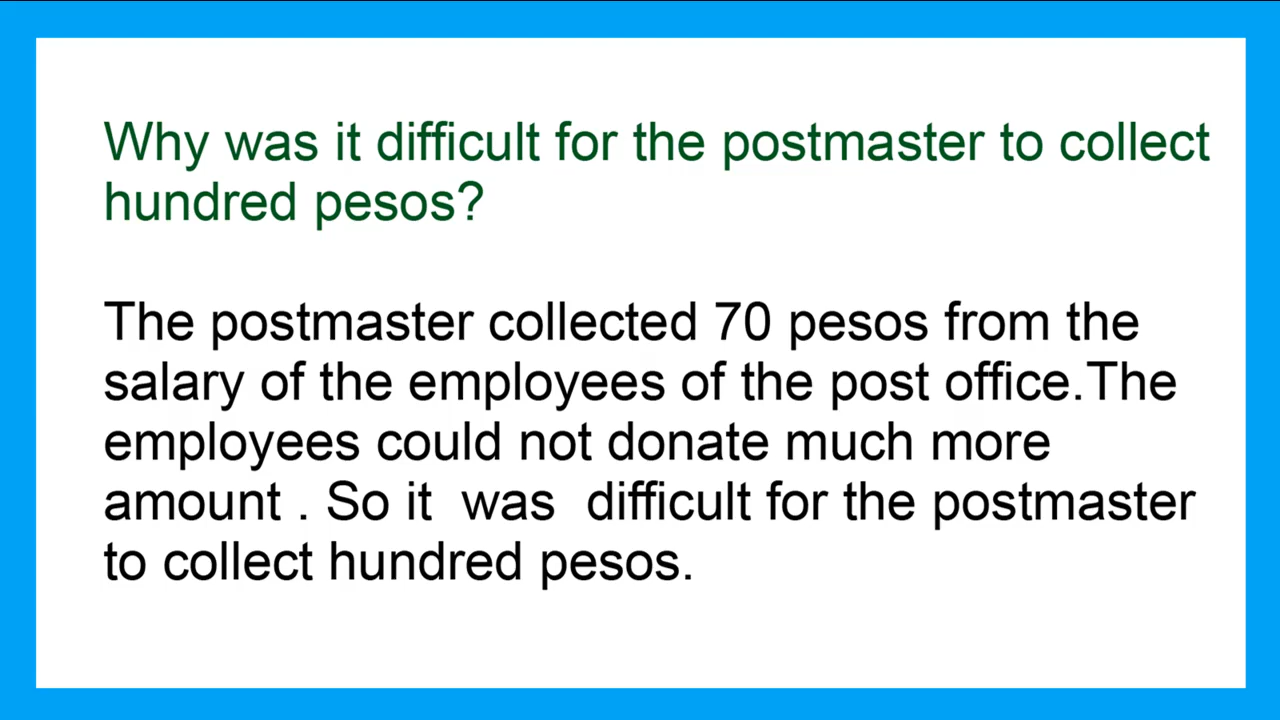 Why was it difficult for the postmaster to collect
hundred pesos?
The postmaster collected 70 pesos from the
salary of the employees of the post office.The
employees could not donate much more
amount . So it  was  difficult for the postmaster
to collect hundred pesos.